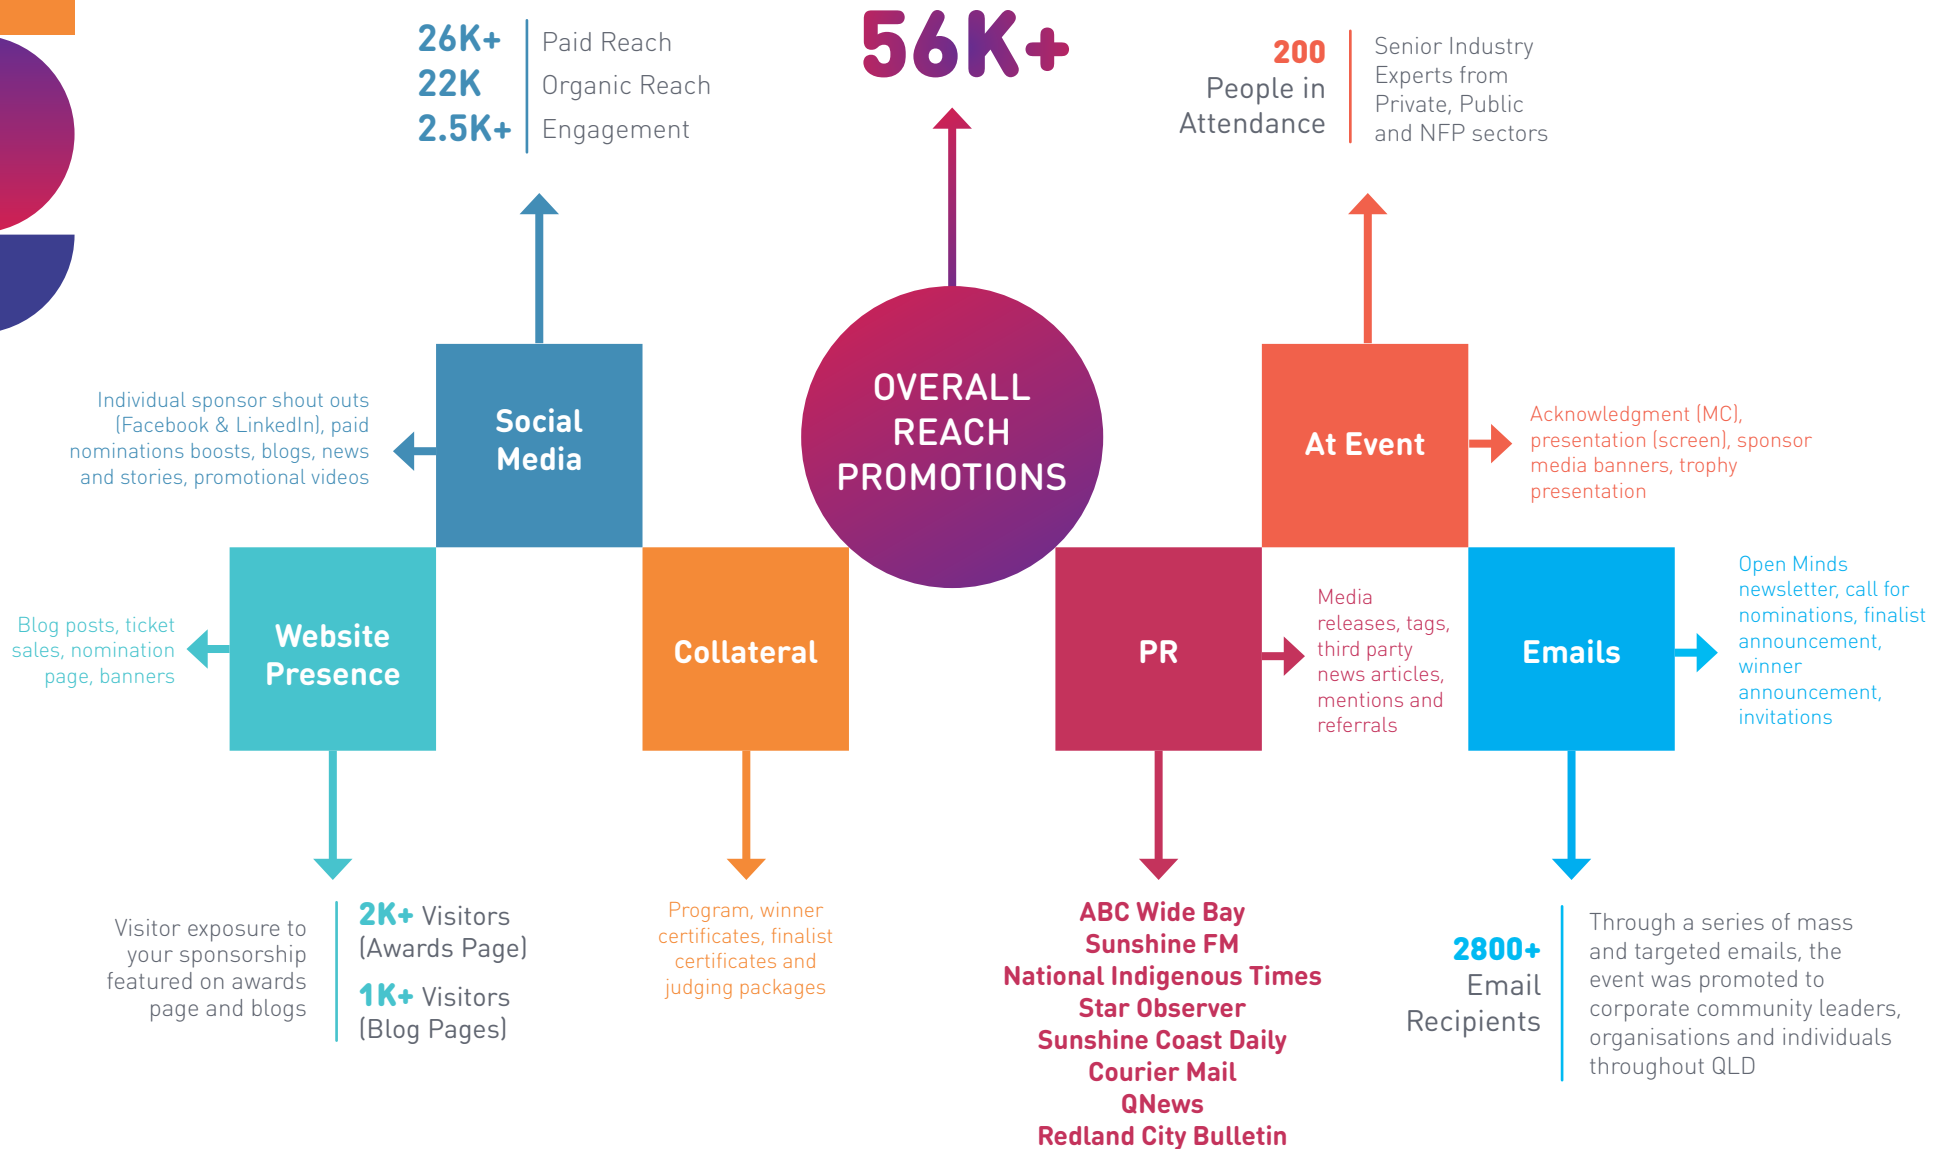 26K+ Paid Reach
22K Organic Reach
2.5K+ Engagement
56K+
200
People in
Attendance
Senior Industry
Experts from
Private, Public
and NFP sectors
OVERALL
REACH
PROMOTIONS
Individual sponsor shout outs
(Facebook & LinkedIn), paid
nominations boosts, blogs, news
and stories, promotional videos
Social
Media
At Event
Acknowledgment (MC),
presentation (screen), sponsor
media banners, trophy
presentation
Blog posts, ticket
sales, nomination
page, banners
Website
Presence
Collateral
PR
Media
releases, tags,
third party
news articles,
mentions and
referrals
Emails
Open Minds
newsletter, call for
nominations, finalist
announcement,
winner
announcement,
invitations
Visitor exposure to
your sponsorship
featured on awards
page and blogs
2K+ Visitors
(Awards Page)
1K+ Visitors
(Blog Pages)
Program, winner
certificates, finalist
certificates and
judging packages
ABC Wide Bay
Sunshine FM
National Indigenous Times
Star Observer
Sunshine Coast Daily
Courier Mail
QNews
Redland City Bulletin
2800+
Email
Recipients
Through a series of mass
and targeted emails, the
event was promoted to
corporate community leaders,
organisations and individuals
throughout QLD